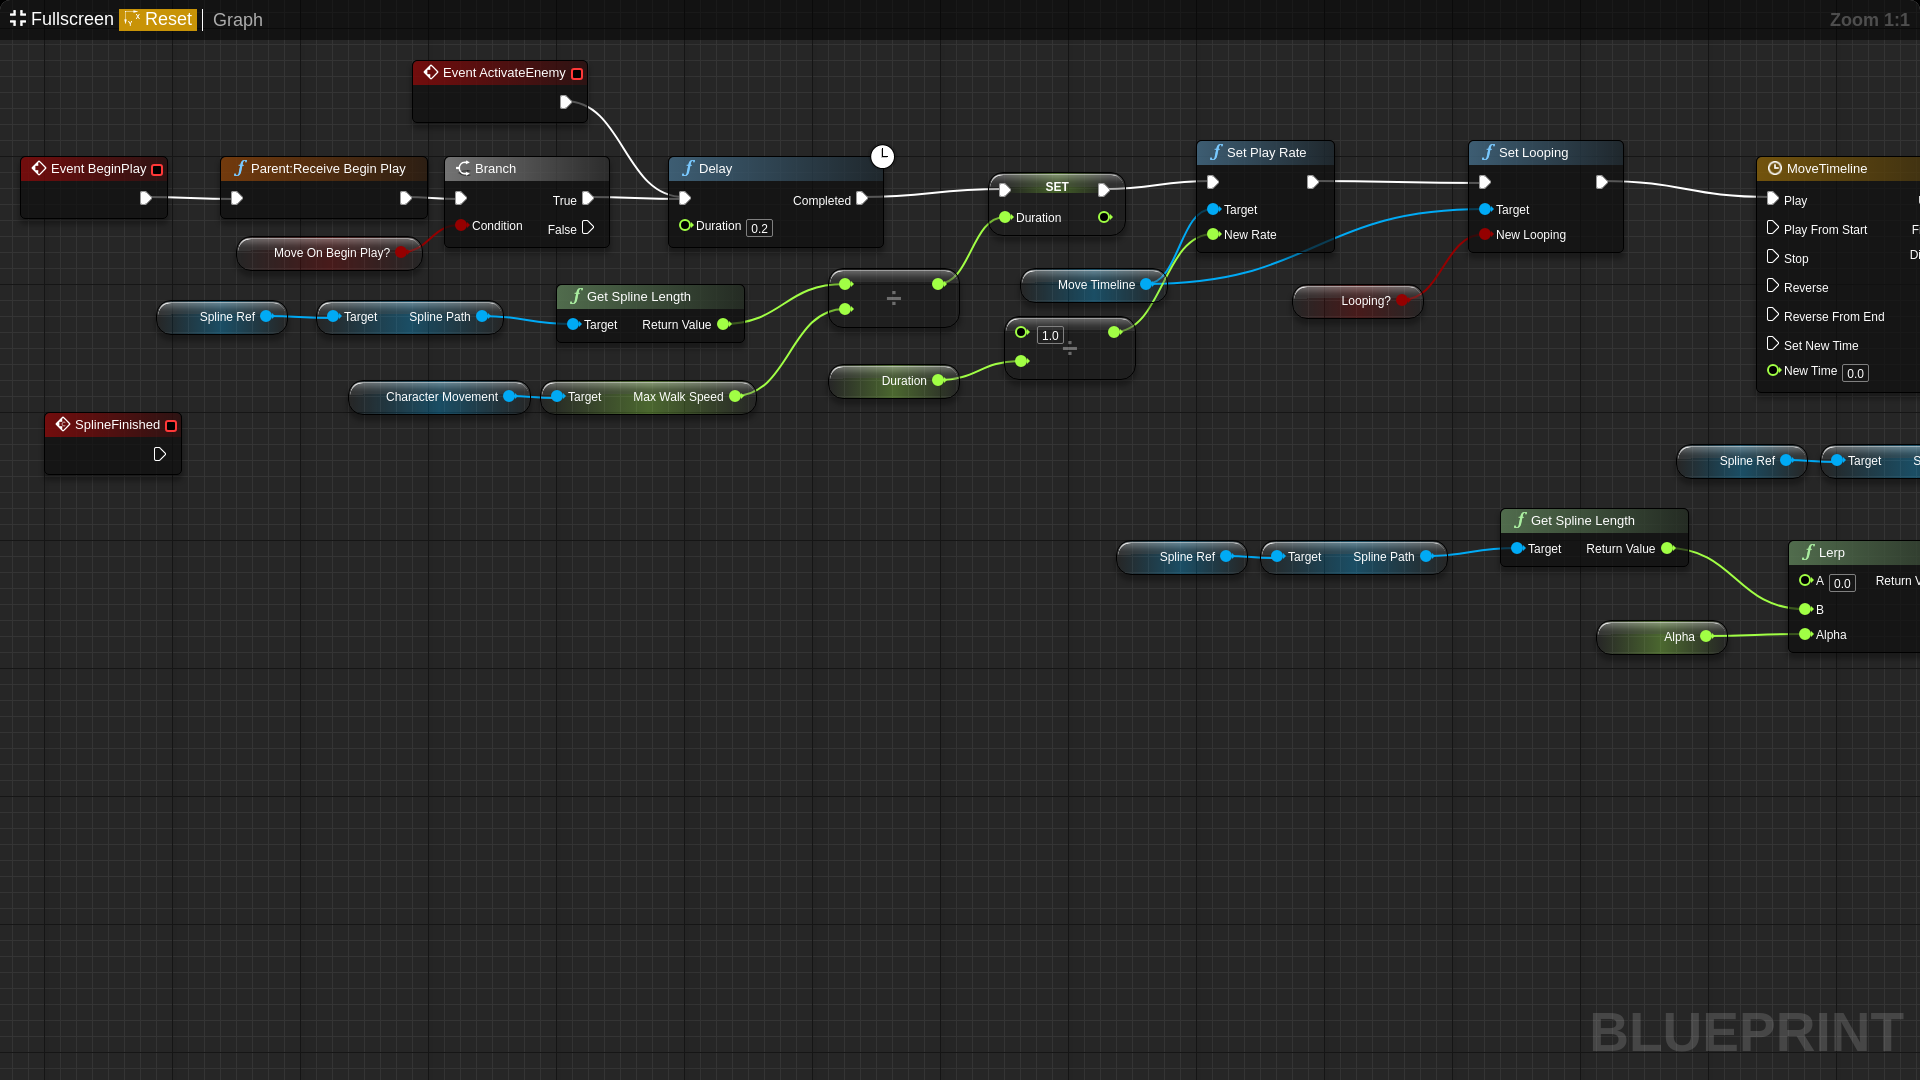 Fullscreen Reset Graph Zoom 1:1
Event ActivateEnemy
Event BeginPlay
Parent:Receive Begin Play
Branch
True
Condition
False
Move On Begin Play?
Delay
Completed
Duration 0.2
SET
Duration
Set Play Rate
Target
New Rate
Set Looping
Target
New Looping
MoveTimeline
Play
Play From Start
Stop
Reverse
Reverse From End
Set New Time
New Time 0.0
Move Timeline
Looping?
Spline Ref
Target Spline Path
Get Spline Length
Target Return Value
÷
1.0
÷
Duration
Character Movement
Target Max Walk Speed
SplineFinished
Spline Ref
Target
Get Spline Length
Target Return Value
Spline Ref
Target Spline Path
Lerp
A 0.0 Return V
B
Alpha
Alpha
BLUEPRINT